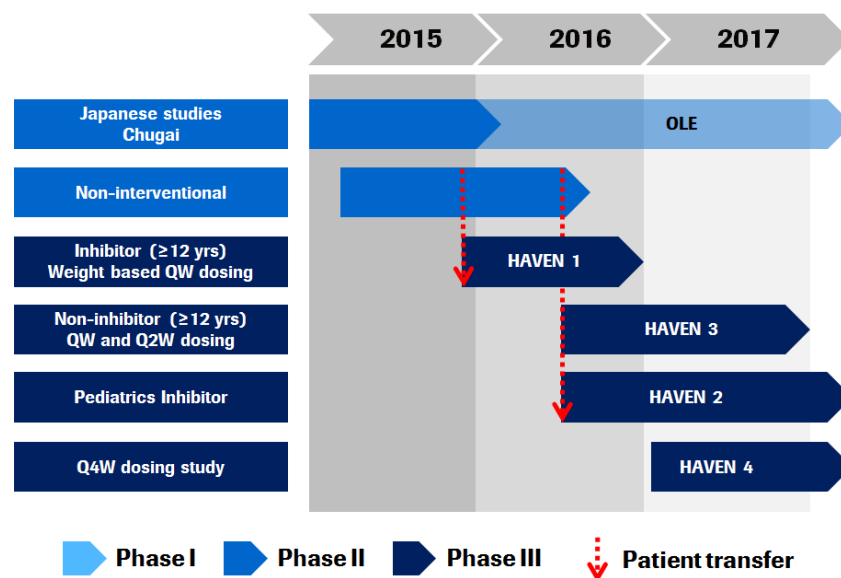 2015 2016 2017
Japanese studies
Chugai
OLE
Non-interventional
Inhibitor (≥12 yrs)
Weight based QW dosing
HAVEN 1
Non-inhibitor (≥12 yrs)
QW and Q2W dosing
HAVEN 3
Pediatrics Inhibitor
HAVEN 2
Q4W dosing study
HAVEN 4
Phase I Phase II Phase III Patient transfer